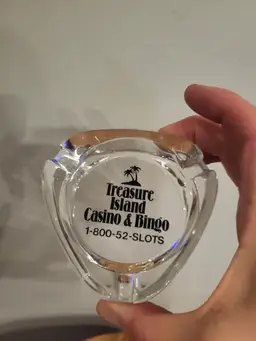 Treasure
Island
Casino & Bingo
1-800-52-SLOTS